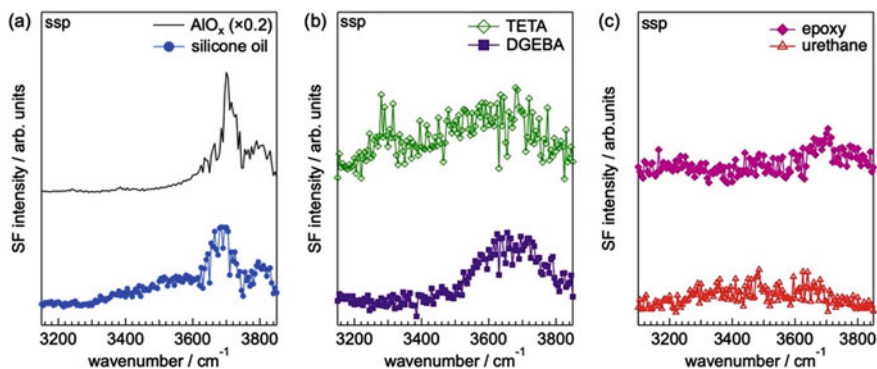 (a)
ssp
AlOₓ (×0.2)
silicone oil
SF intensity / arb. units
3200 3400 3600 3800
wavenumber / cm⁻¹
(b)
ssp
TETA
DGEBA
SF intensity / arb. units
3200 3400 3600 3800
wavenumber / cm⁻¹
(c)
ssp
epoxy
urethane
SF intensity / arb.units
3200 3400 3600 3800
wavenumber / cm⁻¹